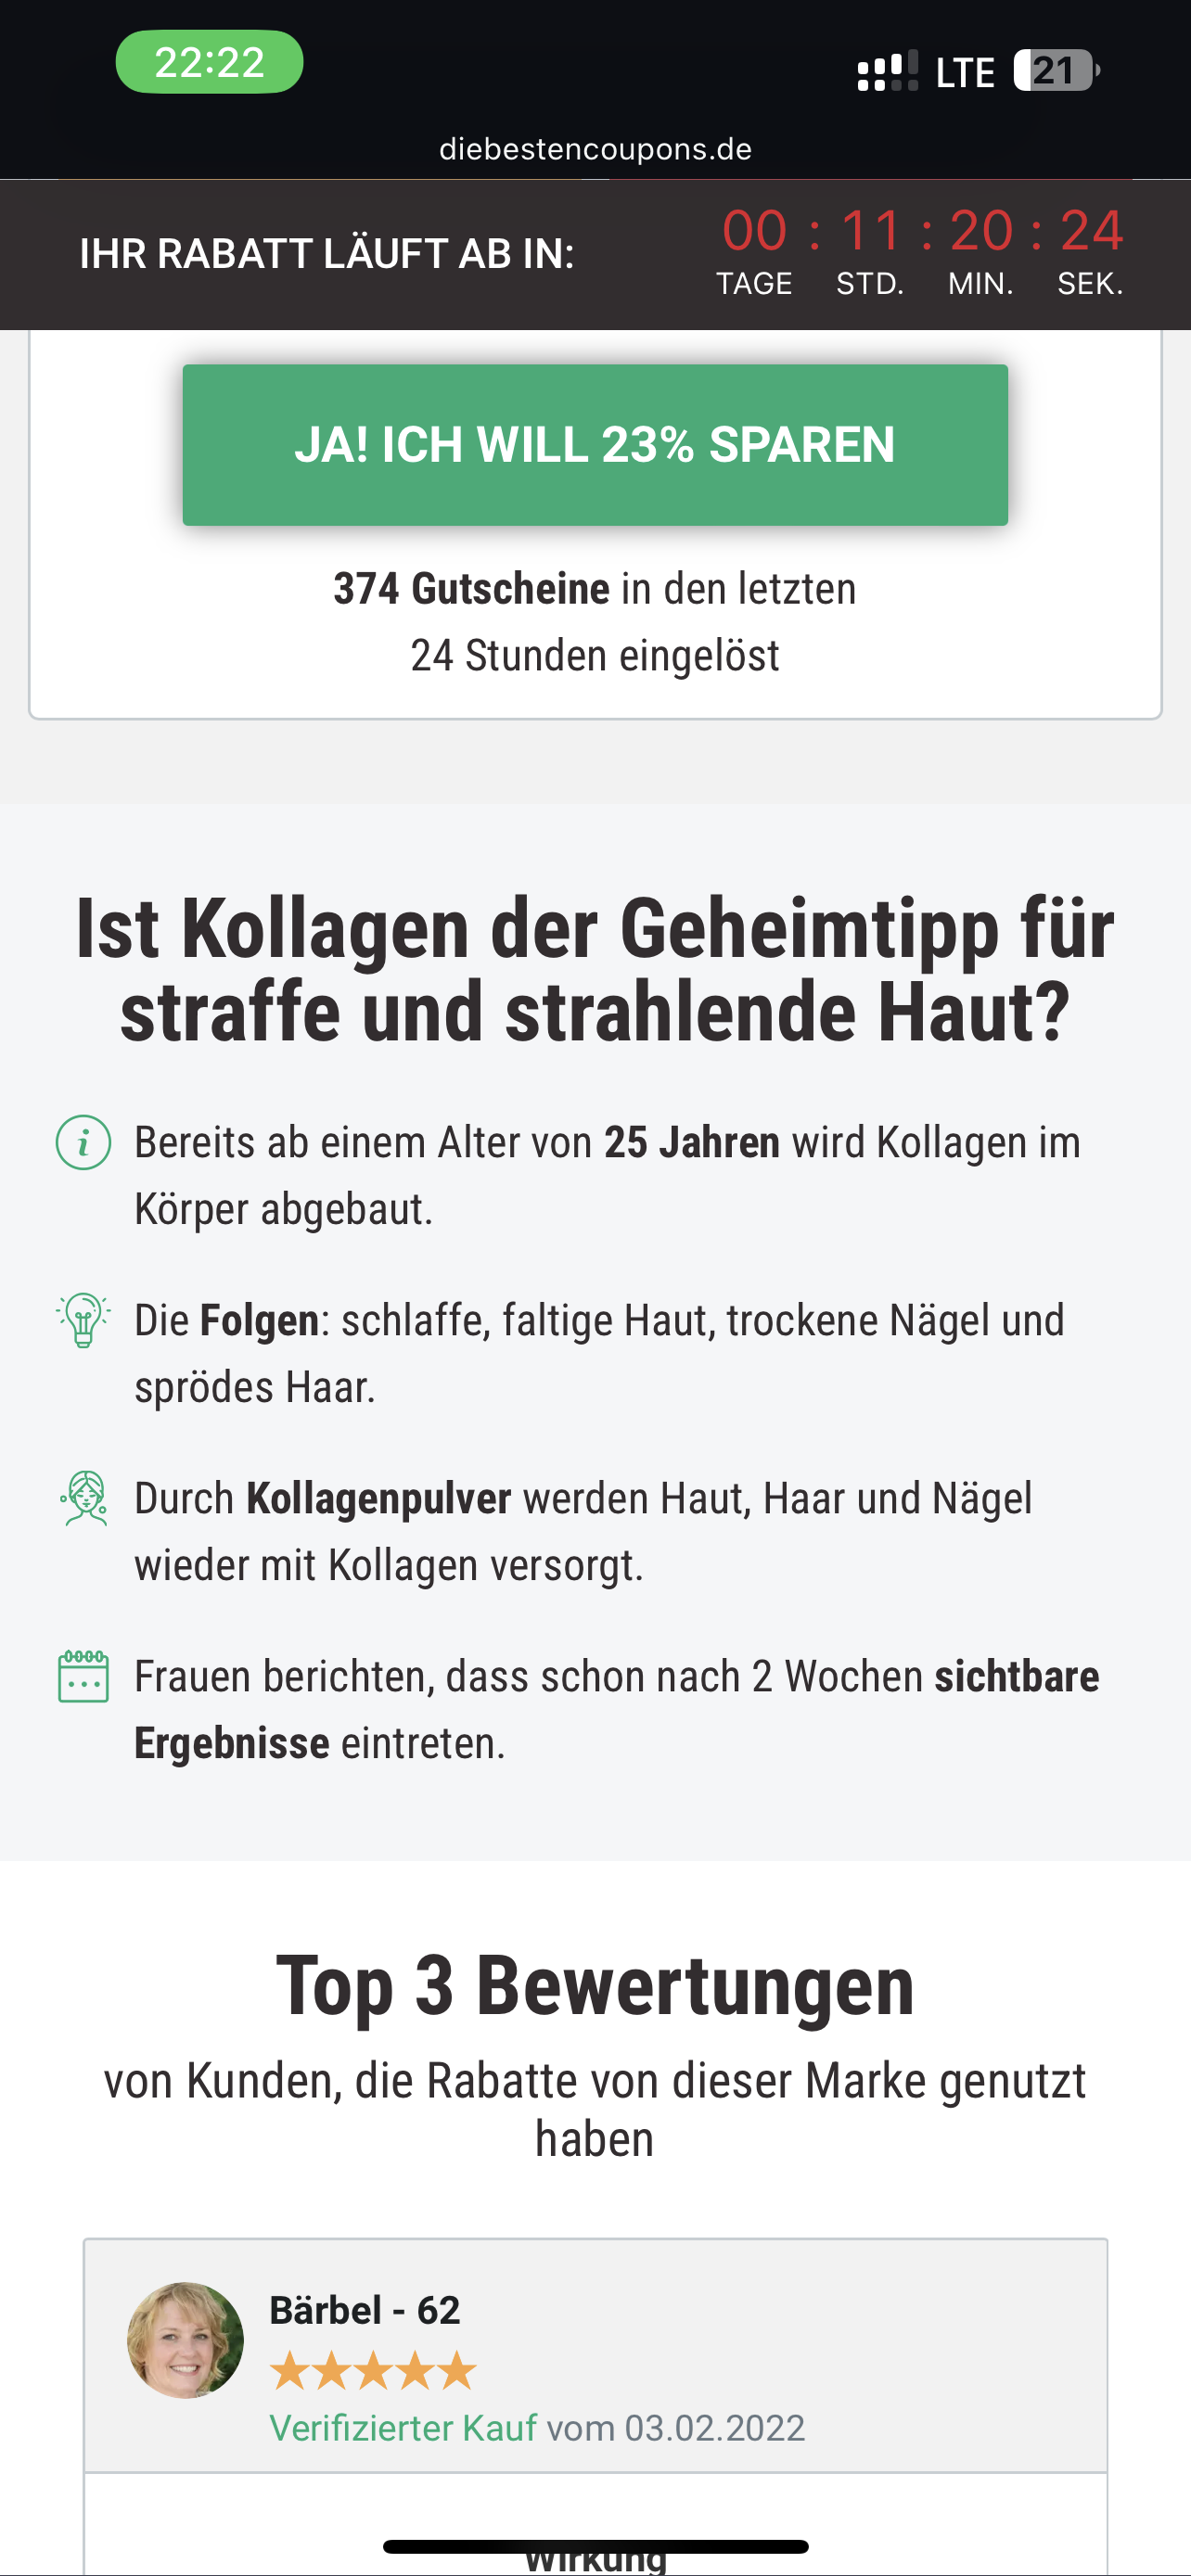 22:22
LTE 21
diebestencoupons.de
IHR RABATT LÄUFT AB IN:
00 : 11 : 20 : 24
TAGE STD. MIN. SEK.
JA! ICH WILL 23% SPAREN
374 Gutscheine in den letzten
24 Stunden eingelöst
Ist Kollagen der Geheimtipp für
straffe und strahlende Haut?
i
Bereits ab einem Alter von 25 Jahren wird Kollagen im
Körper abgebaut.
Die Folgen: schlaffe, faltige Haut, trockene Nägel und
sprödes Haar.
Durch Kollagenpulver werden Haut, Haar und Nägel
wieder mit Kollagen versorgt.
Frauen berichten, dass schon nach 2 Wochen sichtbare
Ergebnisse eintreten.
Top 3 Bewertungen
von Kunden, die Rabatte von dieser Marke genutzt
haben
Bärbel - 62
Verifizierter Kauf vom 03.02.2022
Wirkung